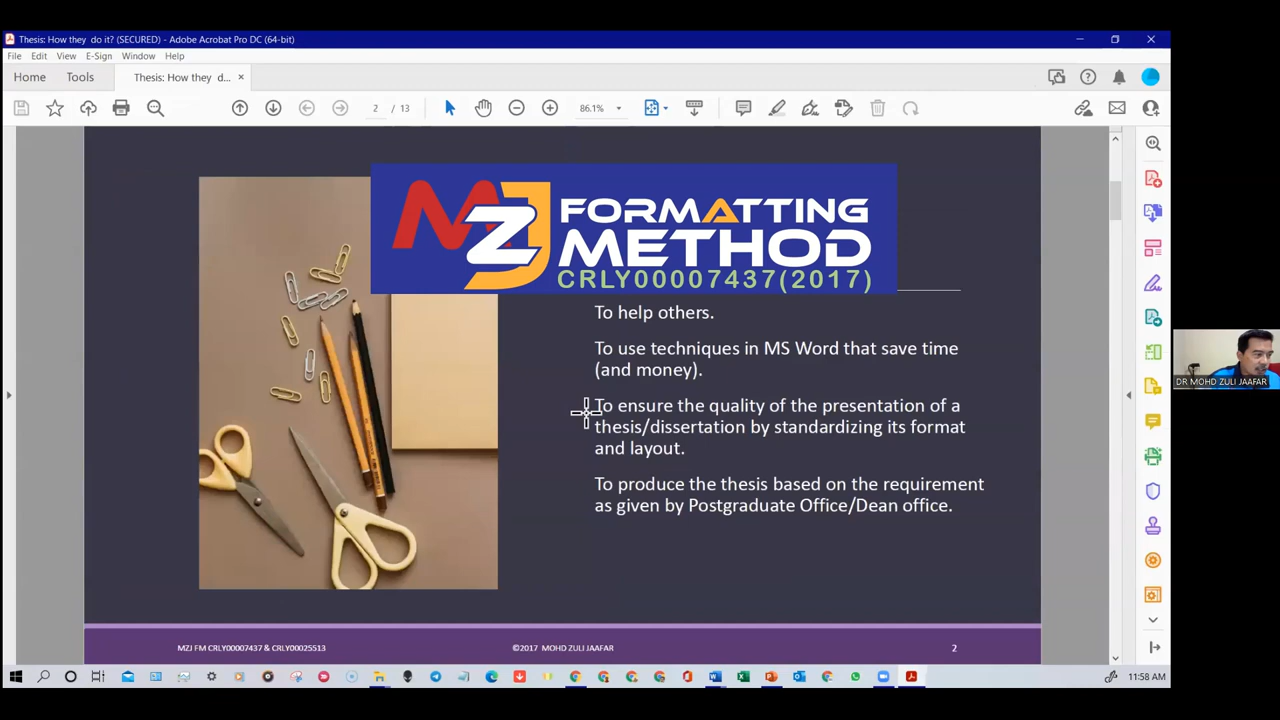 Thesis: How they do it? (SECURED) - Adobe Acrobat Pro DC (64-bit)
File Edit View E-Sign Window Help
Home Tools Thesis: How they d... ×
2 / 13 86.1%
MZJ FORMATTING
METHOD
CRLY00007437(2017)
To help others.
To use techniques in MS Word that save time
(and money).
To ensure the quality of the presentation of a
thesis/dissertation by standardizing its format
and layout.
To produce the thesis based on the requirement
as given by Postgraduate Office/Dean office.
DR MOHD ZULI JAAFAR
MZJ FM CRLY00007437 & CRLY00025513 ©2017 MOHD ZULI JAAFAR 2
11:58 AM